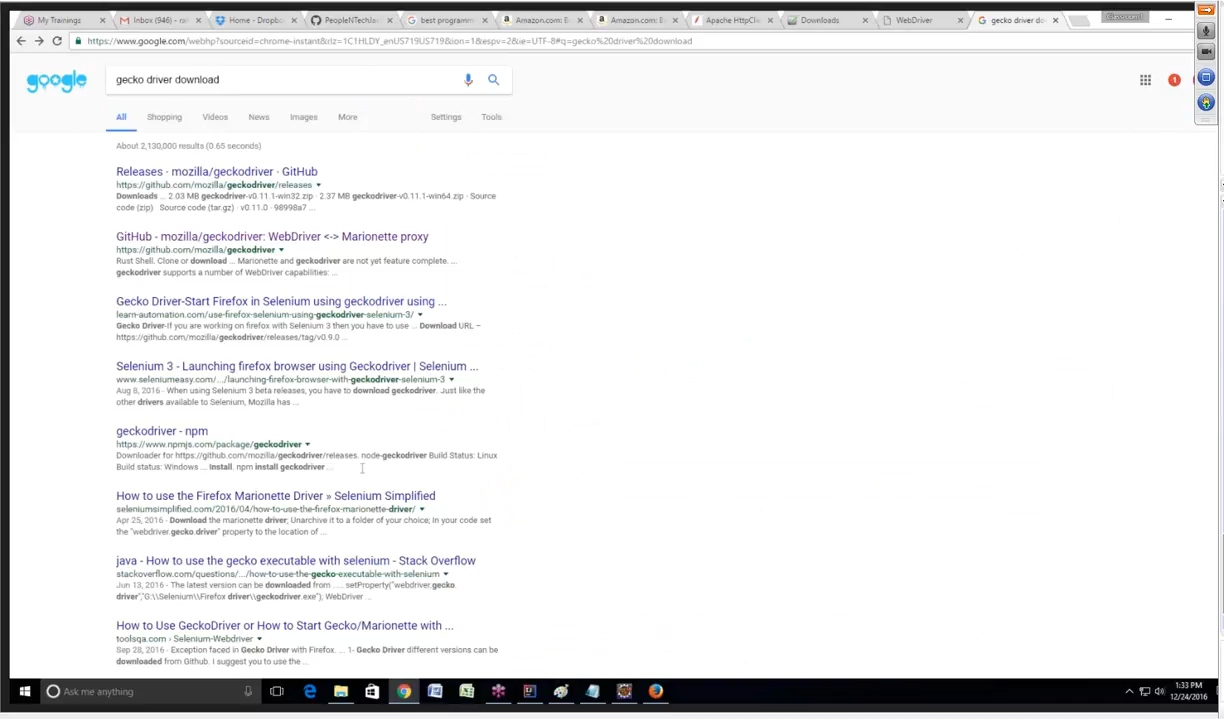 My Trainings
Inbox (946) - ra
Home - Dropbo
PeopleNTechla
best programm
Amazon.com: B
Amazon.com: B
Apache HttpCli
Downloads
WebDriver
gecko driver do
https://www.google.com/webhp?sourceid=chrome-instant&rlz=1C1HLDY_enUS719US719&ion=1&espv=2&ie=UTF-8#q=gecko%20driver%20download
google
gecko driver download
1
All Shopping Videos News Images More Settings Tools
About 2,130,000 results (0.65 seconds)
Releases · mozilla/geckodriver · GitHub
https://github.com/mozilla/geckodriver/releases
Downloads ... 2.03 MB geckodriver-v0.11.1-win32.zip · 2.37 MB geckodriver-v0.11.1-win64.zip · Source
code (zip) Source code (tar.gz) · v0.11.0 · 98998a7 ...
GitHub - mozilla/geckodriver: WebDriver <-> Marionette proxy
https://github.com/mozilla/geckodriver
Rust Shell. Clone or download ... Marionette and geckodriver are not yet feature complete. ...
geckodriver supports a number of WebDriver capabilities: ...
Gecko Driver-Start Firefox in Selenium using geckodriver using ...
learn-automation.com/use-firefox-selenium-using-geckodriver-selenium-3/
Gecko Driver-If you are working on firefox with Selenium 3 then you have to use ... Download URL –
https://github.com/mozilla/geckodriver/releases/tag/v0.9.0 ...
Selenium 3 - Launching firefox browser using Geckodriver | Selenium ...
www.seleniumeasy.com/.../launching-firefox-browser-with-geckodriver-selenium-3
Aug 8, 2016 - When using Selenium 3 beta releases, you have to download geckodriver. Just like the
other drivers available to Selenium, Mozilla has ...
geckodriver - npm
https://www.npmjs.com/package/geckodriver
Downloader for https://github.com/mozilla/geckodriver/releases. node-geckodriver Build Status: Linux
Build status: Windows ... Install. npm install geckodriver ...
How to use the Firefox Marionette Driver » Selenium Simplified
seleniumsimplified.com/2016/04/how-to-use-the-firefox-marionette-driver/
Apr 25, 2016 - Download the marionette driver; Unarchive it to a folder of your choice; In your code set
the "webdriver.gecko.driver" property to the location of ...
java - How to use the gecko executable with selenium - Stack Overflow
stackoverflow.com/questions/.../how-to-use-the-gecko-executable-with-selenium
Jun 13, 2016 - The latest version can be downloaded from ... . setProperty("webdriver.gecko.
driver","G:\\Selenium\\Firefox driver\\geckodriver.exe"); WebDriver ...
How to Use GeckoDriver or How to Start Gecko/Marionette with ...
toolsqa.com › Selenium-Webdriver
Sep 28, 2016 - Exception faced in Gecko Driver with Firefox. ... 1- Gecko Driver different versions can be
downloaded from Github. I suggest you to use the ...
Ask me anything
1:33 PM
12/24/2016